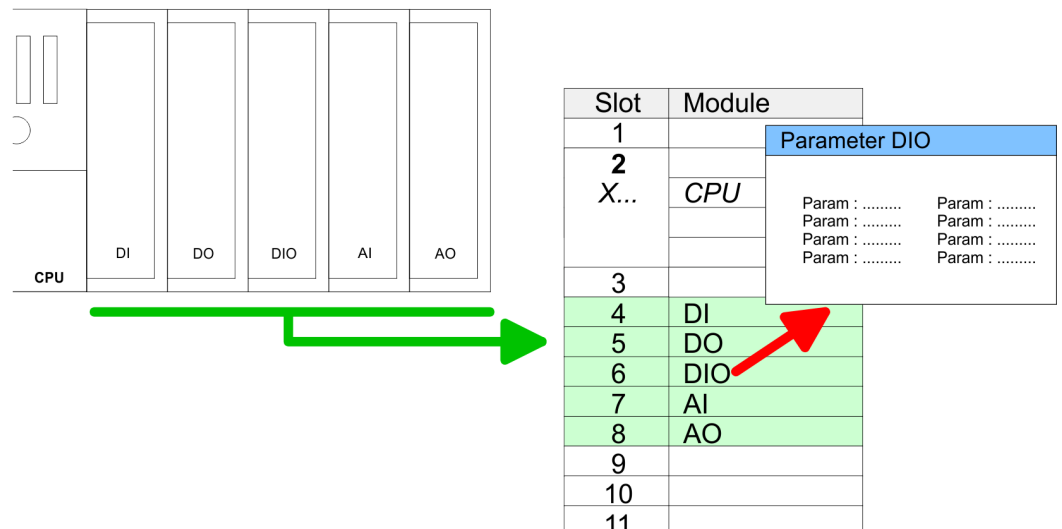 DI DO DIO AI AO
CPU
Slot Module
1
2
X... CPU
3
4 DI
5 DO
6 DIO
7 AI
8 AO
9
10
11
Parameter DIO
Param : ......... Param : .........
Param : ......... Param : .........
Param : ......... Param : .........
Param : ......... Param : .........